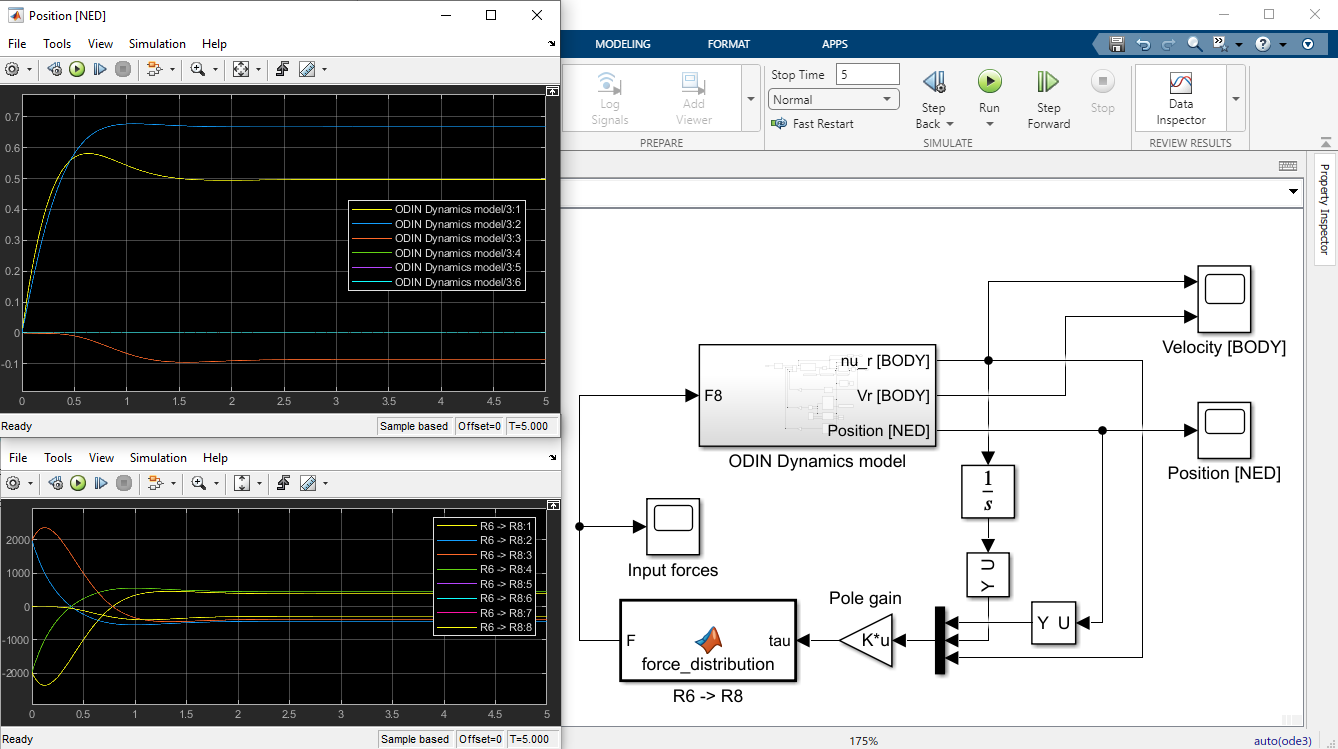 Position [NED]
File Tools View Simulation Help
0.7
0.6
0.5
0.4
0.3
0.2
0.1
0
-0.1
ODIN Dynamics model/3:1
ODIN Dynamics model/3:2
ODIN Dynamics model/3:3
ODIN Dynamics model/3:4
ODIN Dynamics model/3:5
ODIN Dynamics model/3:6
0 0.5 1 1.5 2 2.5 3 3.5 4 4.5 5
Ready Sample based Offset=0 T=5.000
File Tools View Simulation Help
2000
1000
0
-1000
-2000
R6 -> R8:1
R6 -> R8:2
R6 -> R8:3
R6 -> R8:4
R6 -> R8:5
R6 -> R8:6
R6 -> R8:7
R6 -> R8:8
0 0.5 1 1.5 2 2.5 3 3.5 4 4.5 5
Ready Sample based Offset=0 T=5.000
MODELING FORMAT APPS
Log Signals
Add Viewer
PREPARE
Stop Time 5
Normal
Fast Restart
Step Back
Run
Step Forward
Stop
SIMULATE
Data Inspector
REVIEW RESULTS
Property Inspector
Velocity [BODY]
F8
nu_r [BODY]
Vr [BODY]
Position [NED]
ODIN Dynamics model
Position [NED]
1
s
Input forces
Y U
Pole gain
Y U
F
tau
K*u
force_distribution
R6 -> R8
175%
auto(ode3)